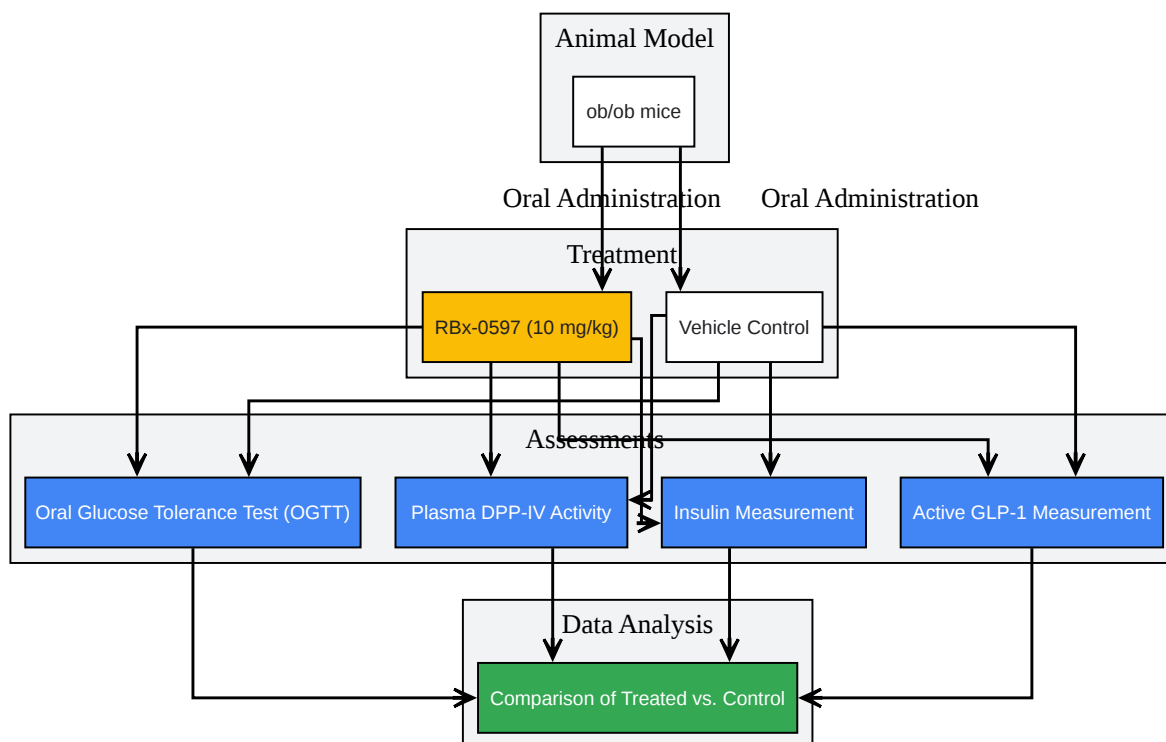 Animal Model
ob/ob mice
Oral Administration
Oral Administration
Treatment
RBx-0597 (10 mg/kg)
Vehicle Control
Assessments
Oral Glucose Tolerance Test (OGTT)
Plasma DPP-IV Activity
Insulin Measurement
Active GLP-1 Measurement
Data Analysis
Comparison of Treated vs. Control